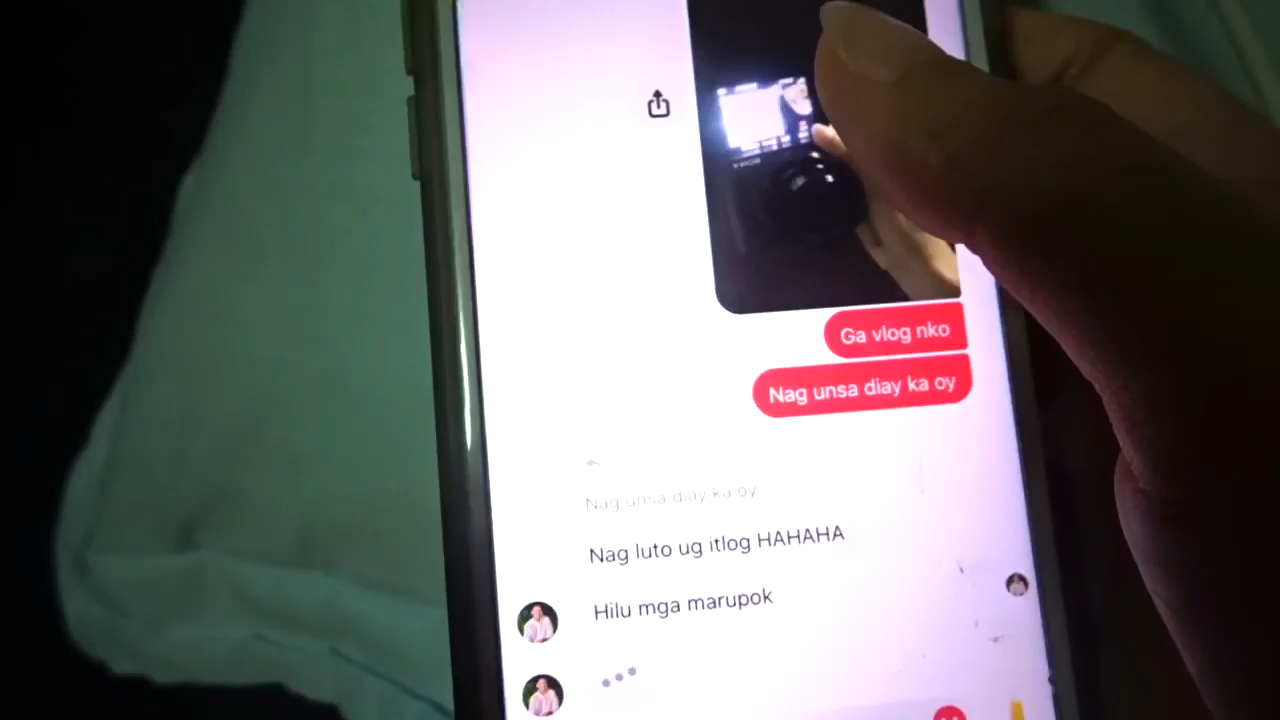 SONY
Ga vlog nko
Nag unsa diay ka oy
Nag unsa diay ka oy
Nag luto ug itlog HAHAHA
Hilu mga marupok